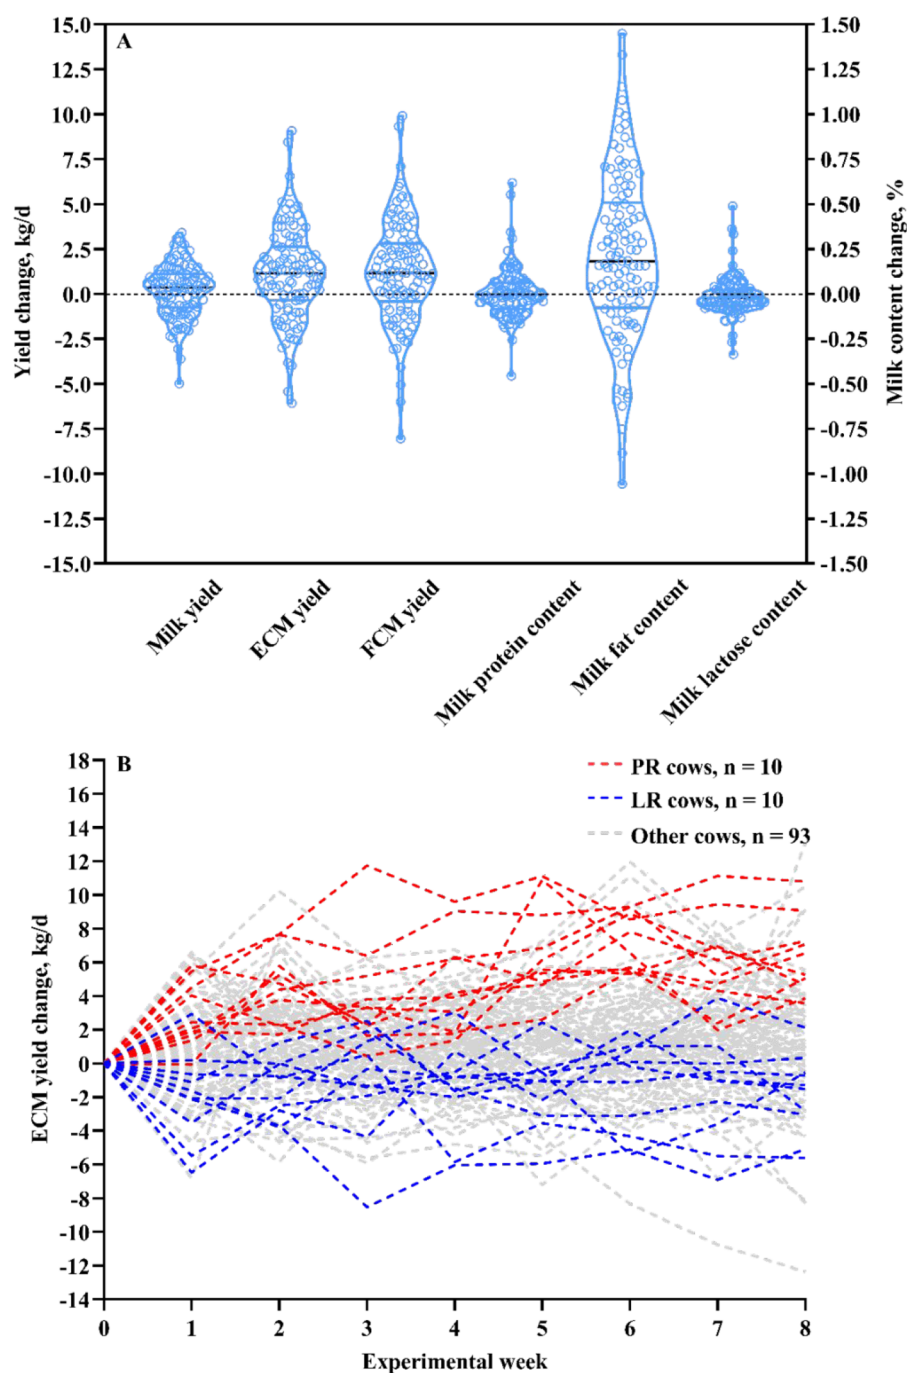 A
15.0
12.5
10.0
7.5
5.0
2.5
0.0
-2.5
-5.0
-7.5
-10.0
-12.5
-15.0
Yield change, kg/d
1.50
1.25
1.00
0.75
0.50
0.25
0.00
-0.25
-0.50
-0.75
-1.00
-1.25
-1.50
Milk content change, %
Milk yield
ECM yield
FCM yield
Milk protein content
Milk fat content
Milk lactose content
B
PR cows, n = 10
LR cows, n = 10
Other cows, n = 93
18
16
14
12
10
8
6
4
2
0
-2
-4
-6
-8
-10
-12
-14
ECM yield change, kg/d
0 1 2 3 4 5 6 7 8
Experimental week